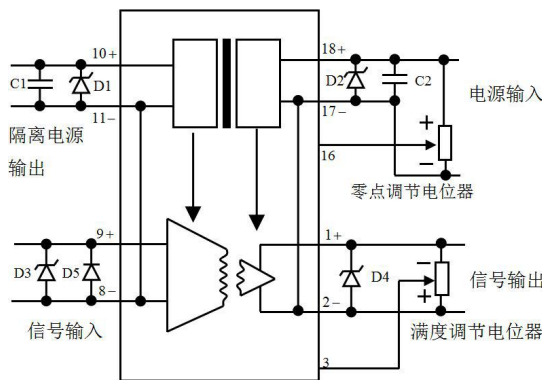 10+
18+
C1
D1
D2
C2
电源输入
11−
17−
+
隔离电源
输出
16
−
零点调节电位器
9+
1+
−
D3
D5
D4
信号输出
8−
+
2−
信号输入
满度调节电位器
3